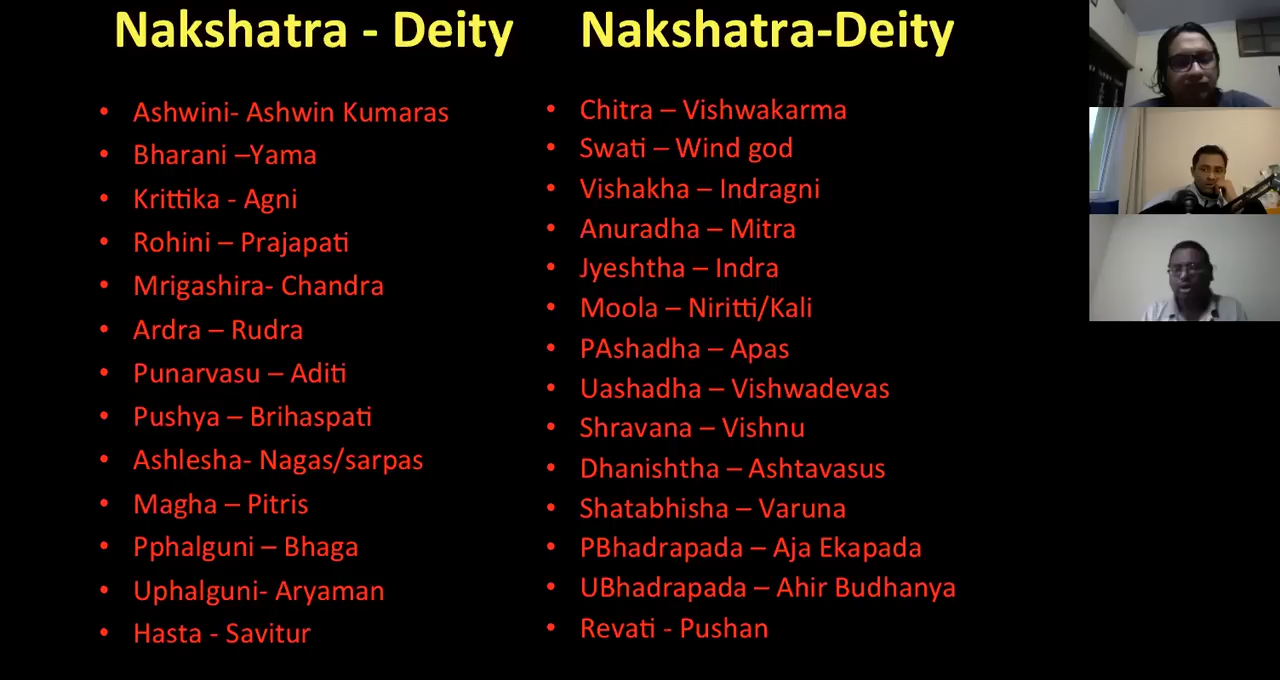 Nakshatra - Deity
Ashwini- Ashwin Kumaras
Bharani –Yama
Krittika - Agni
Rohini – Prajapati
Mrigashira- Chandra
Ardra – Rudra
Punarvasu – Aditi
Pushya – Brihaspati
Ashlesha- Nagas/sarpas
Magha – Pitris
Pphalguni – Bhaga
Uphalguni- Aryaman
Hasta - Savitur
Nakshatra-Deity
Chitra – Vishwakarma
Swati – Wind god
Vishakha – Indragni
Anuradha – Mitra
Jyeshtha – Indra
Moola – Niritti/Kali
PAshadha – Apas
Uashadha – Vishwadevas
Shravana – Vishnu
Dhanishtha – Ashtavasus
Shatabhisha – Varuna
PBhadrapada – Aja Ekapada
UBhadrapada – Ahir Budhanya
Revati - Pushan